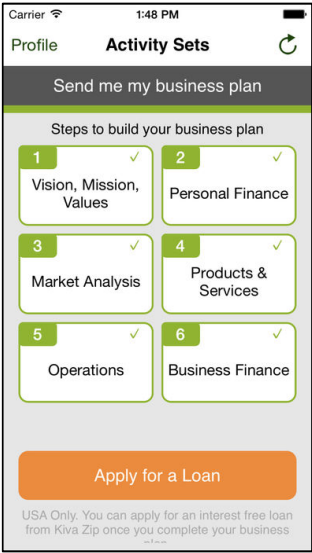 Carrier 1:48 PM
Profile Activity Sets
Send me my business plan
Steps to build your business plan
1 ✓
Vision, Mission,
Values
2 ✓
Personal Finance
3 ✓
Market Analysis
4 ✓
Products &
Services
5 ✓
Operations
6 ✓
Business Finance
Apply for a Loan
USA Only. You can apply for an interest free loan
from Kiva Zip once you complete your business